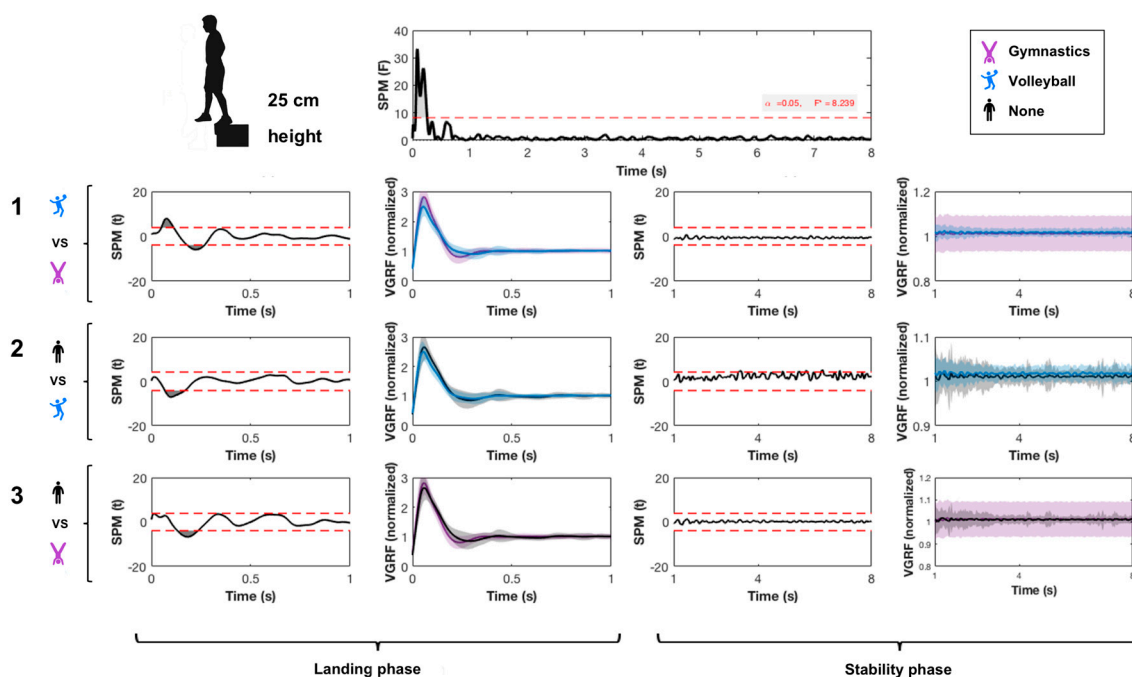 25 cm
height
SPM (F)
40
30
20
10
0
α =0.05, F* = 8.239
0 1 2 3 4 5 6 7 8
Time (s)
Gymnastics
Volleyball
None
1
vs
SPM (t)
20
0
-20
0 0.5 1
Time (s)
VGRF (normalized)
3
2
1
0
0 0.5 1
Time (s)
SPM (t)
20
0
-20
1 4 8
Time (s)
VGRF (normalized)
1.2
1
0.8
1 4 8
Time (s)
2
vs
SPM (t)
20
0
-20
0 0.5 1
Time (s)
VGRF (normalized)
3
2
1
0
0 0.5 1
Time (s)
SPM (t)
20
0
-20
1 4 8
Time (s)
VGRF (normalized)
1.1
1
0.9
1 4 8
Time (s)
3
vs
SPM (t)
20
0
-20
0 0.5 1
Time (s)
VGRF (normalized)
3
2
1
0
0 0.5 1
Time (s)
SPM (t)
20
0
-20
1 4 8
Time (s)
VGRF (normalized)
1.2
1.1
1
0.9
0.8
1 4 8
Time (s)
Landing phase
Stability phase